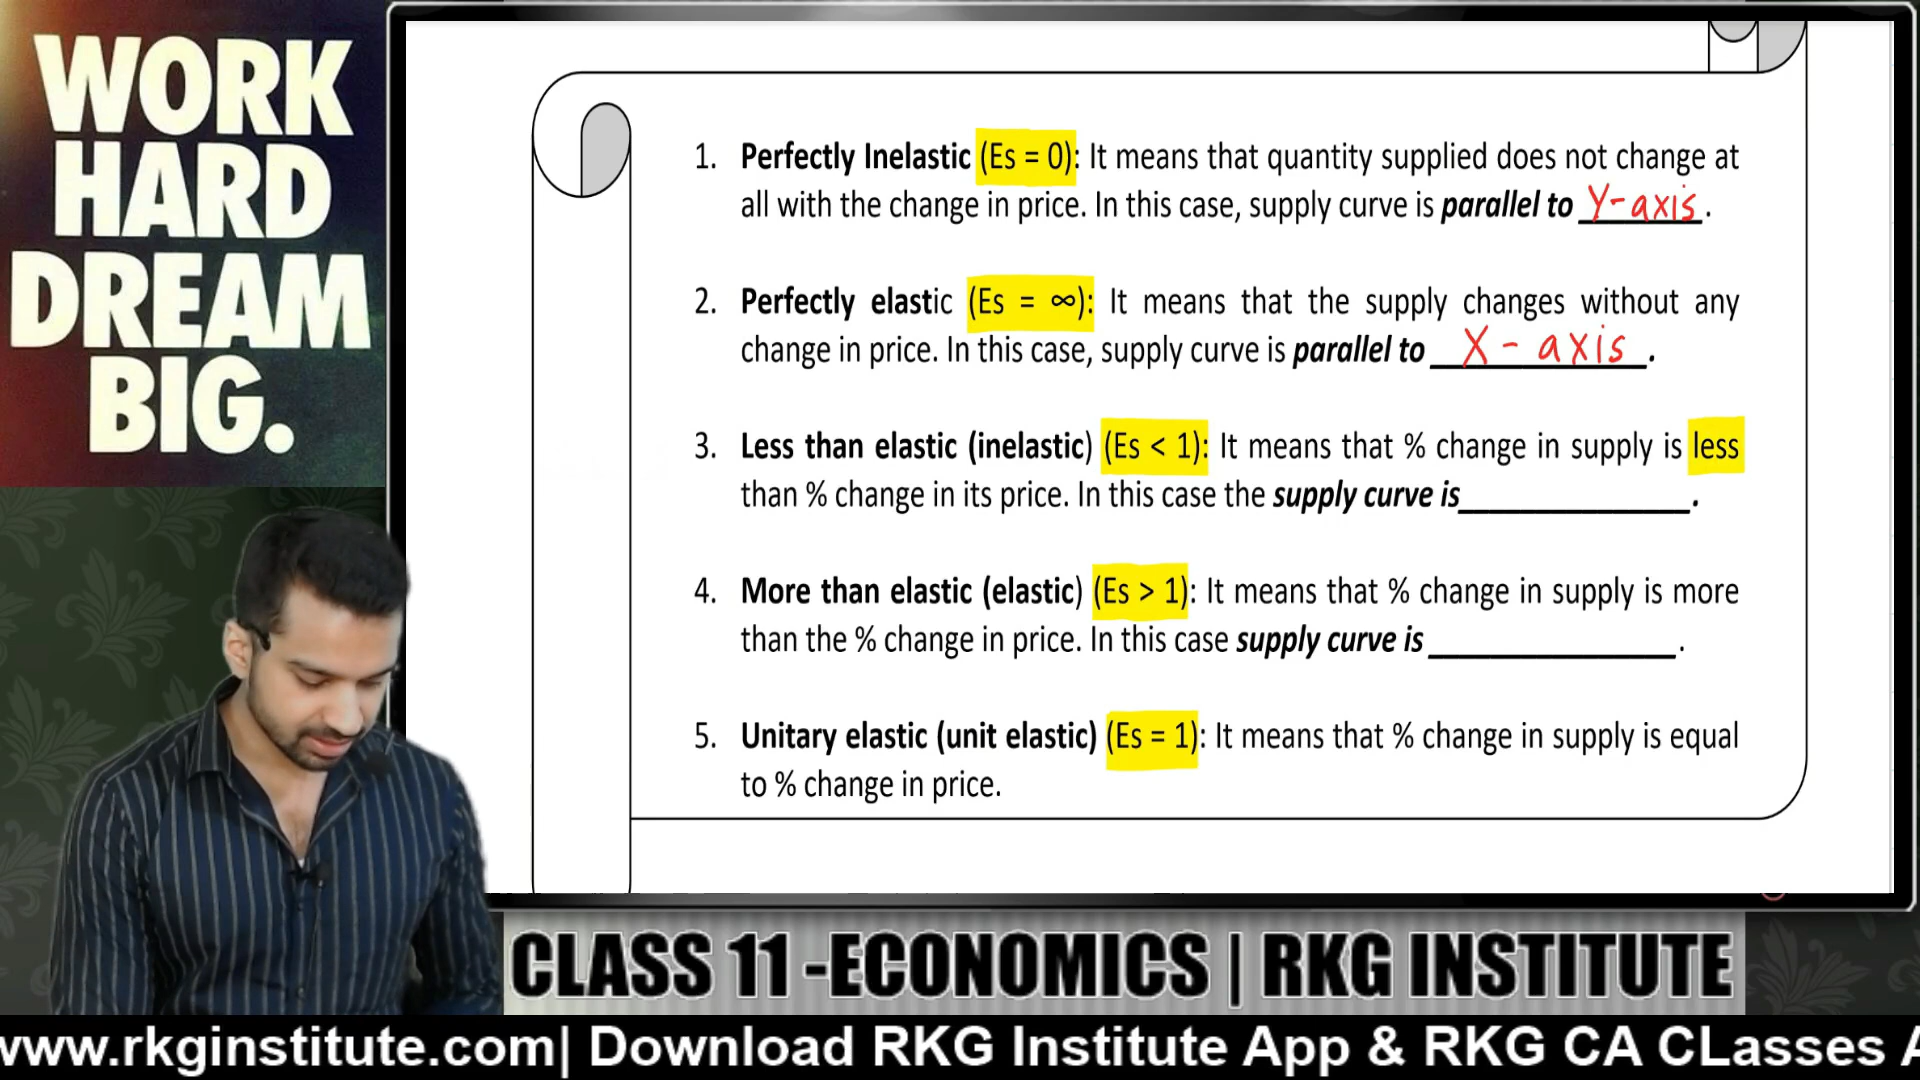 WORK
HARD
DREAM
BIG.
1. Perfectly Inelastic (Es = 0): It means that quantity supplied does not change at
all with the change in price. In this case, supply curve is parallel to Y-axis.
2. Perfectly elastic (Es = ∞): It means that the supply changes without any
change in price. In this case, supply curve is parallel to X - axis.
3. Less than elastic (inelastic) (Es < 1): It means that % change in supply is less
than % change in its price. In this case the supply curve is______________.
4. More than elastic (elastic) (Es > 1): It means that % change in supply is more
than the % change in price. In this case supply curve is _______________.
5. Unitary elastic (unit elastic) (Es = 1): It means that % change in supply is equal
to % change in price.
CLASS 11 -ECONOMICS | RKG INSTITUTE
www.rkginstitute.com| Download RKG Institute App & RKG CA CLasses A